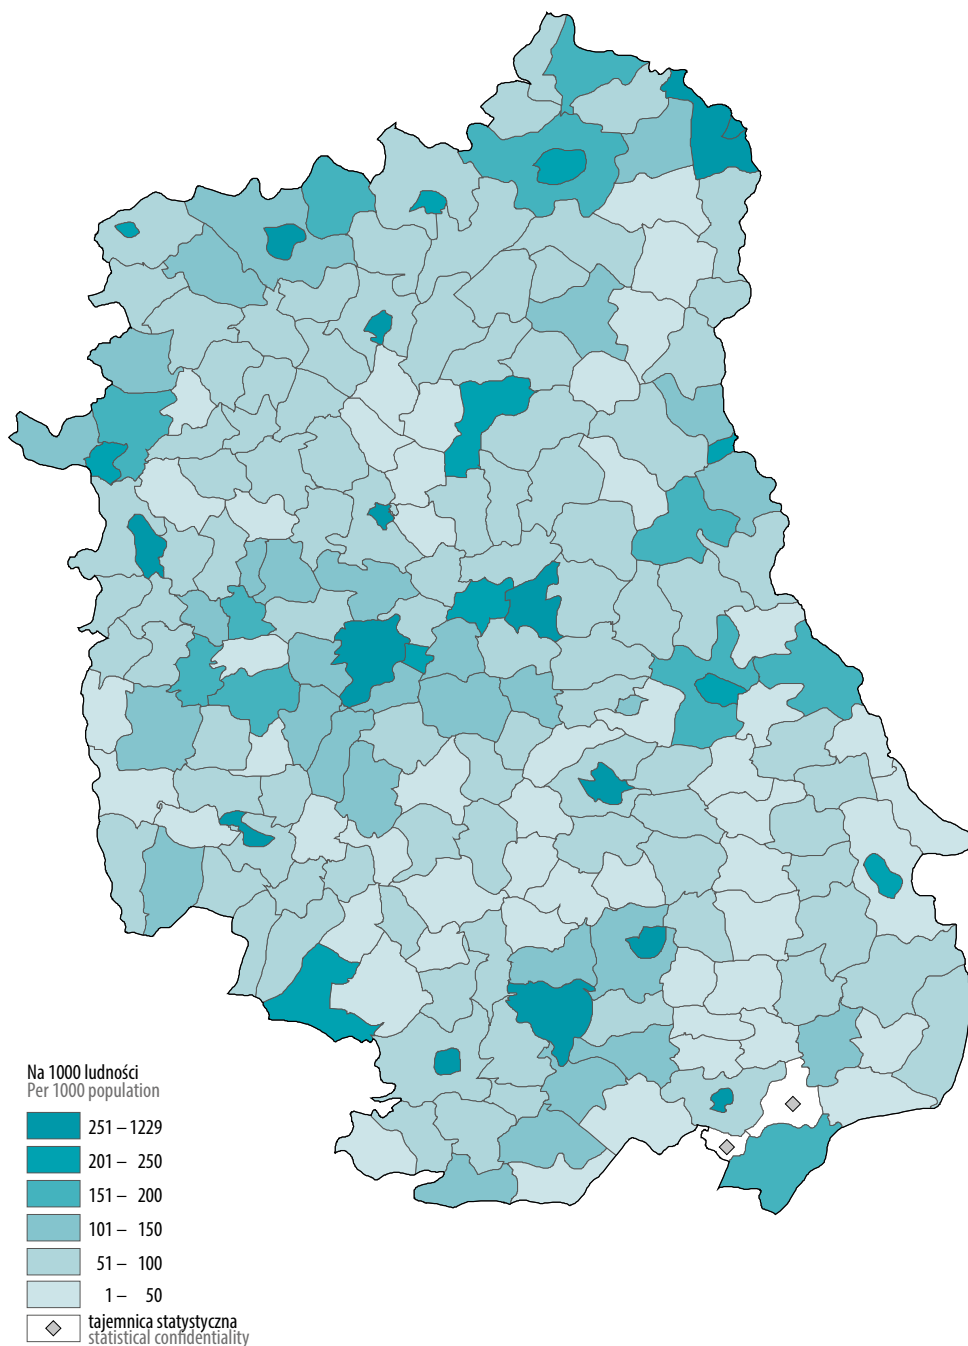 Na 1000 ludności
Per 1000 population
251 – 1229
201 – 250
151 – 200
101 – 150
51 – 100
1 – 50
tajemnica statystyczna
statistical confidentiality